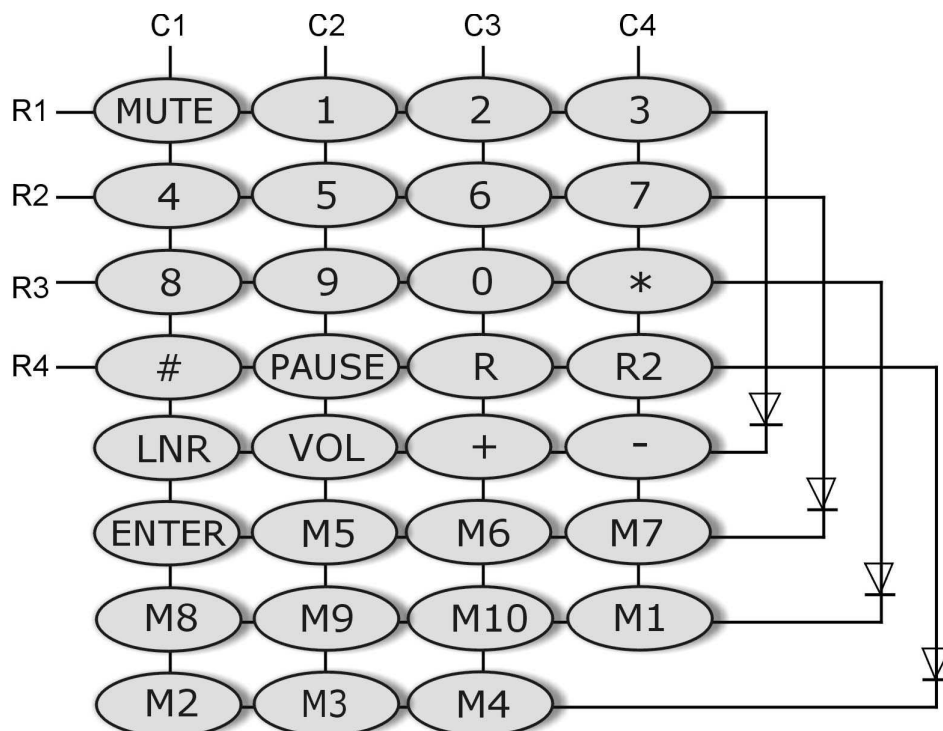 C1 C2 C3 C4
R1 MUTE 1 2 3
R2 4 5 6 7
R3 8 9 0 *
R4 # PAUSE R R2
LNR VOL + -
ENTER M5 M6 M7
M8 M9 M10 M1
M2 M3 M4